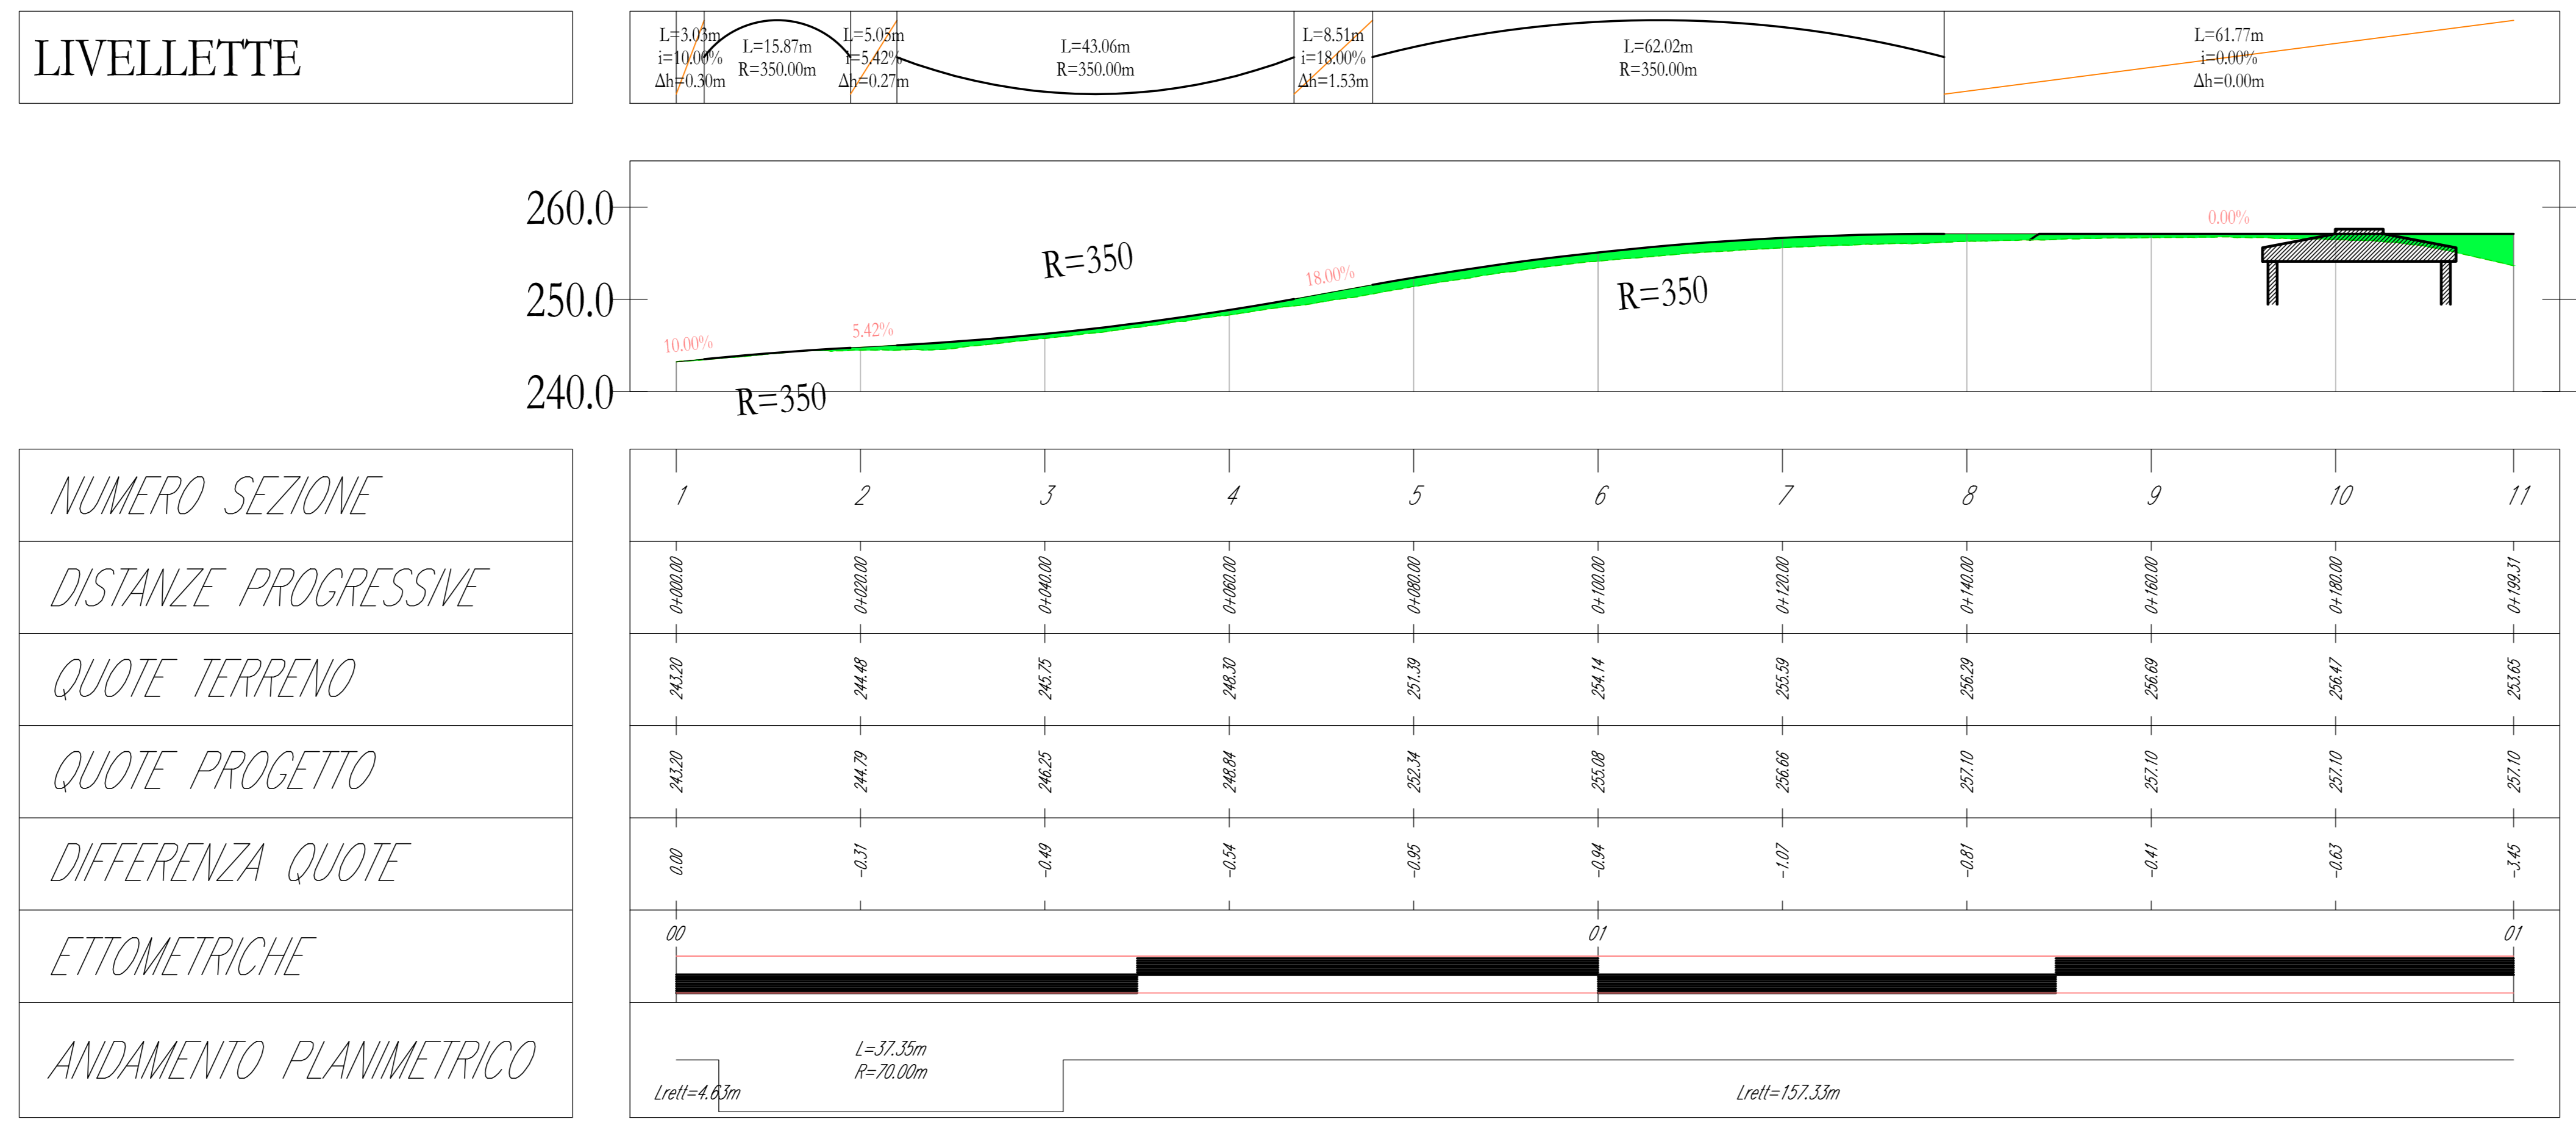 LIVELLETTE
L=3.03m
i=10.00%
Δh=0.30m
L=15.87m
R=350.00m
L=5.05m
i=5.42%
Δh=0.27m
L=43.06m
R=350.00m
L=8.51m
i=18.00%
Δh=1.53m
L=62.02m
R=350.00m
L=61.77m
i=0.00%
Δh=0.00m
260.0
250.0
240.0
10.00%
R=350
5.42%
R=350
18.00%
R=350
0.00%
NUMERO SEZIONE
1 2 3 4 5 6 7 8 9 10 11
DISTANZE PROGRESSIVE
0+000.00 0+020.00 0+040.00 0+060.00 0+080.00 0+100.00 0+120.00 0+140.00 0+160.00 0+180.00 0+199.31
QUOTE TERRENO
243.20 244.48 245.75 248.30 251.39 254.14 255.59 256.29 256.69 256.47 253.65
QUOTE PROGETTO
243.20 244.79 246.25 248.84 252.34 255.08 256.66 257.10 257.10 257.10 257.10
DIFFERENZA QUOTE
0.00 -0.31 -0.49 -0.54 -0.95 -0.94 -1.07 -0.81 -0.41 -0.63 -3.45
ETTOMETRICHE
00 01 01
ANDAMENTO PLANIMETRICO
Lrett=4.63m
L=37.35m
R=70.00m
Lrett=157.33m